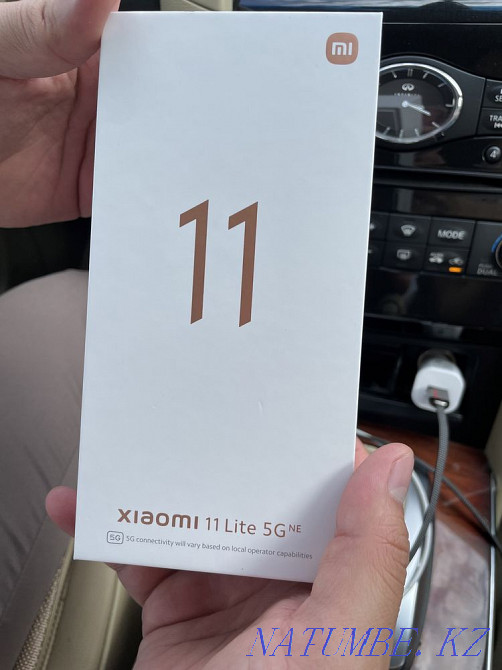 mi
INFINITI
11
MODE
xiaomi 11 Lite 5G NE
5G 5G connectivity will vary based on local operator capabilities
NATUMBE.KZ